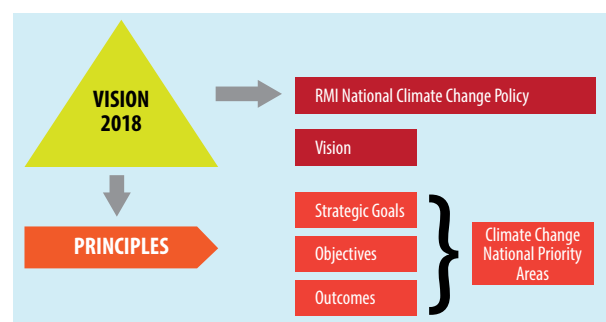 VISION
2018
RMI National Climate Change Policy
Vision
PRINCIPLES
Strategic Goals
Objectives
Outcomes
Climate Change
National Priority
Areas